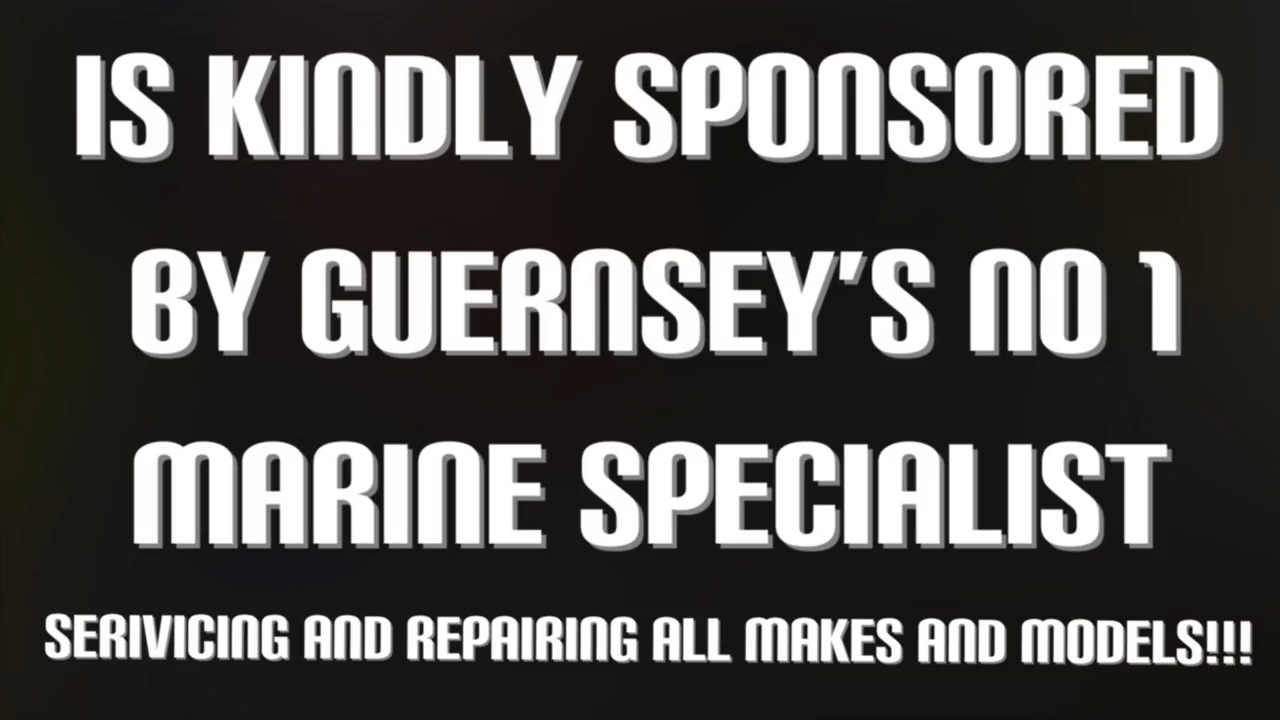 IS KINDLY SPONSORED
BY GUERNSEY'S NO 1
MARINE SPECIALIST
SERIVICING AND REPAIRING ALL MAKES AND MODELS!!!